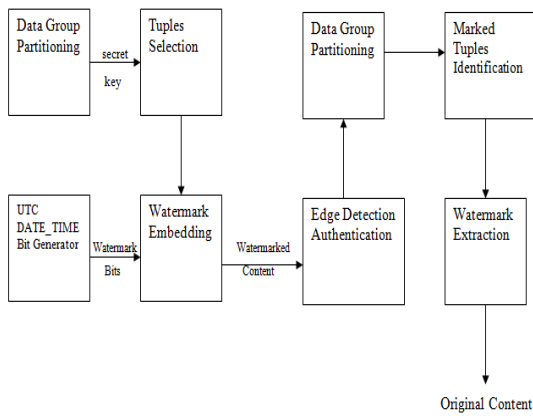 Data Group
Partitioning
secret
key
Tuples
Selection
Data Group
Partitioning
Marked
Tuples
Identification
UTC
DATE_TIME
Bit Generator
Watermark
Bits
Watermark
Embedding
Watermarked
Content
Edge Detection
Authentication
Watermark
Extraction
Original Content